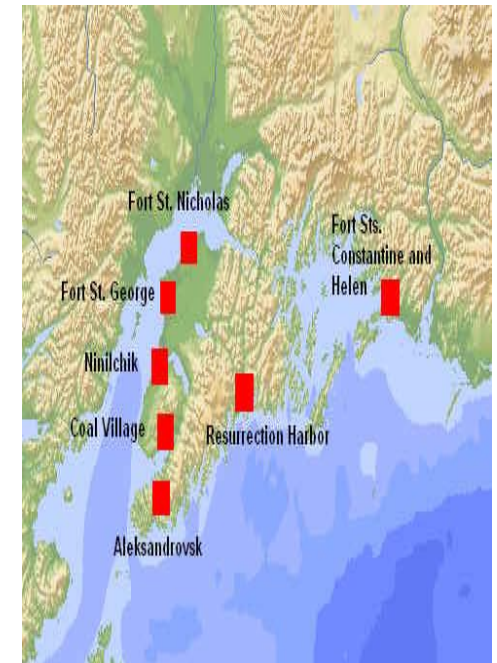 Fort St. Nicholas
Fort Sts.
Constantine and
Helen
Fort St. George
Ninilchik
Coal Village
Resurrection Harbor
Aleksandrovsk